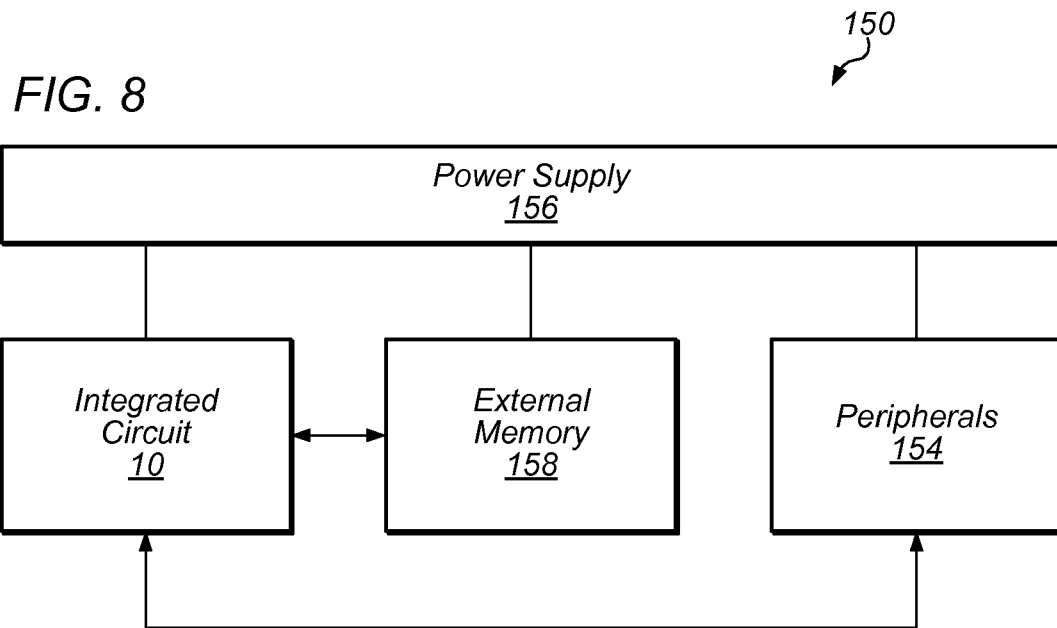 150
FIG. 8
Power Supply
156
Integrated
Circuit
10
External
Memory
158
Peripherals
154